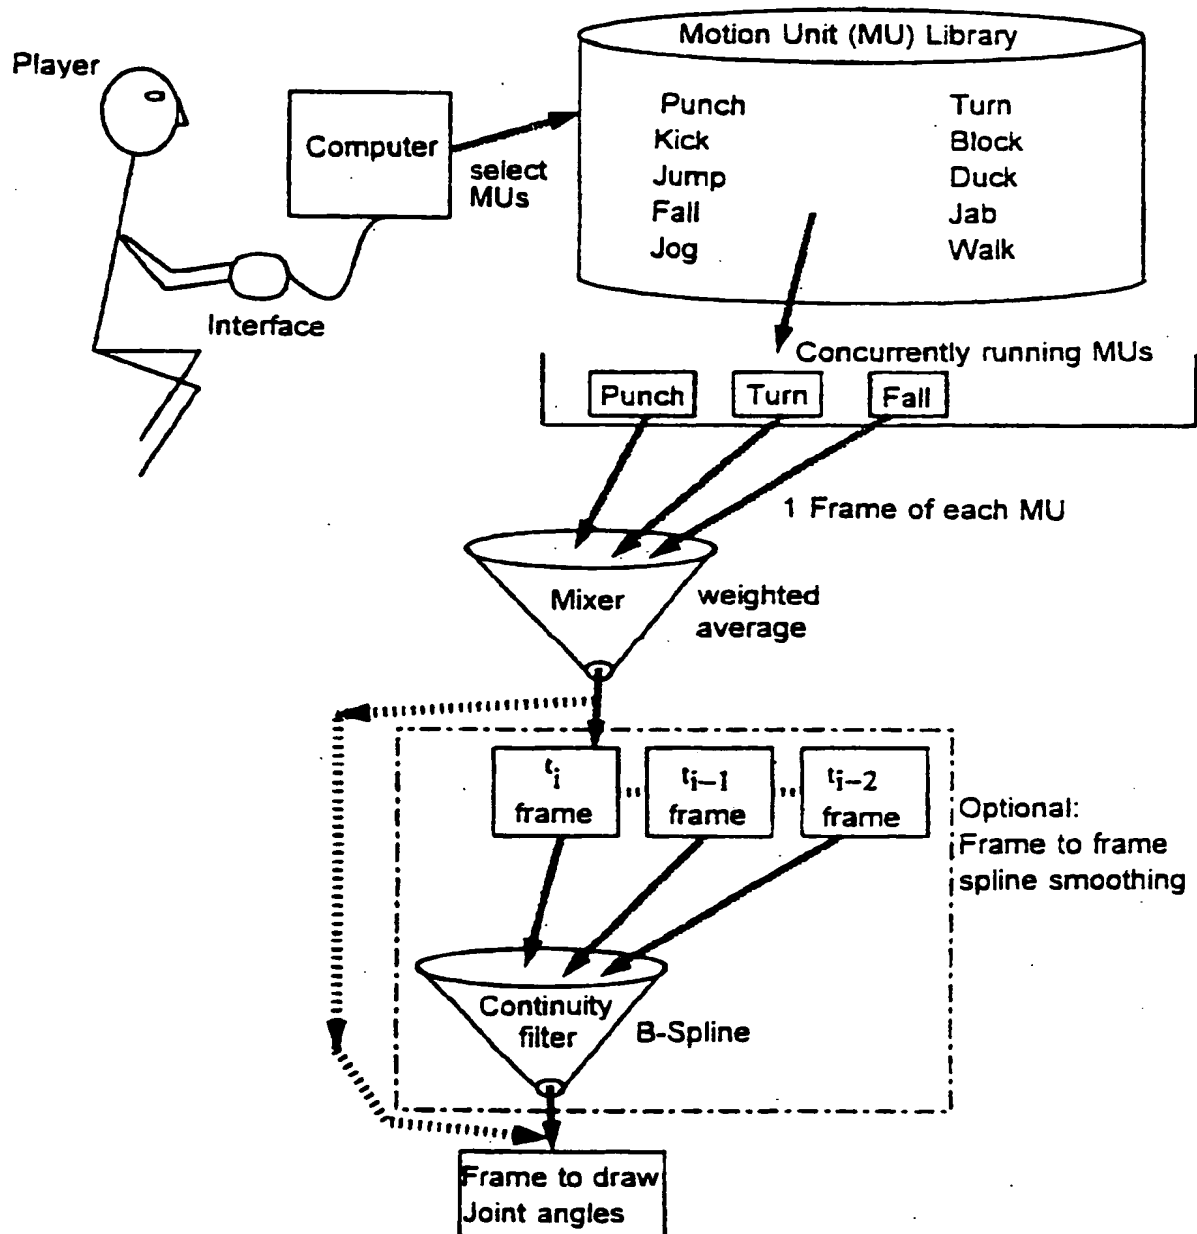 Motion Unit (MU) Library
Player
Punch
Turn
Computer
Kick
Block
select
MUs
Jump
Duck
Fall
Jab
Jog
Walk
Interface
Concurrently running MUs
Punch
Turn
Fall
1 Frame of each MU
Mixer
weighted
average
ti
frame
ti–1
frame
ti–2
frame
Optional:
Frame to frame
spline smoothing
Continuity
filter
B-Spline
Frame to draw
Joint angles